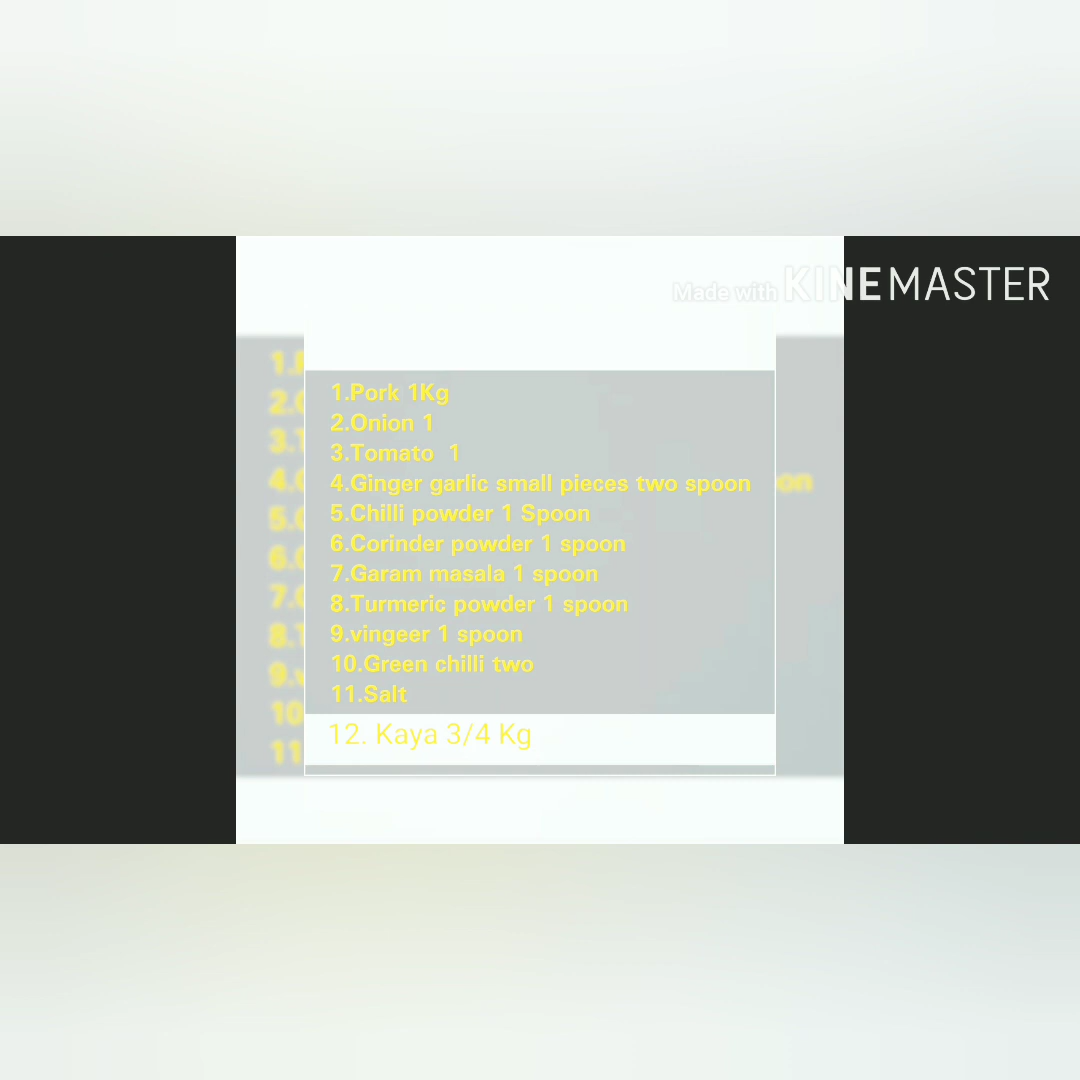 Made with KINEMASTER
1.Pork 1Kg
2.Onion 1
3.Tomato 1
4.Ginger garlic small pieces two spoon
5.Chilli powder 1 Spoon
6.Corinder powder 1 spoon
7.Garam masala 1 spoon
8.Turmeric powder 1 spoon
9.vingeer 1 spoon
10.Green chilli two
11.Salt
12. Kaya 3/4 Kg